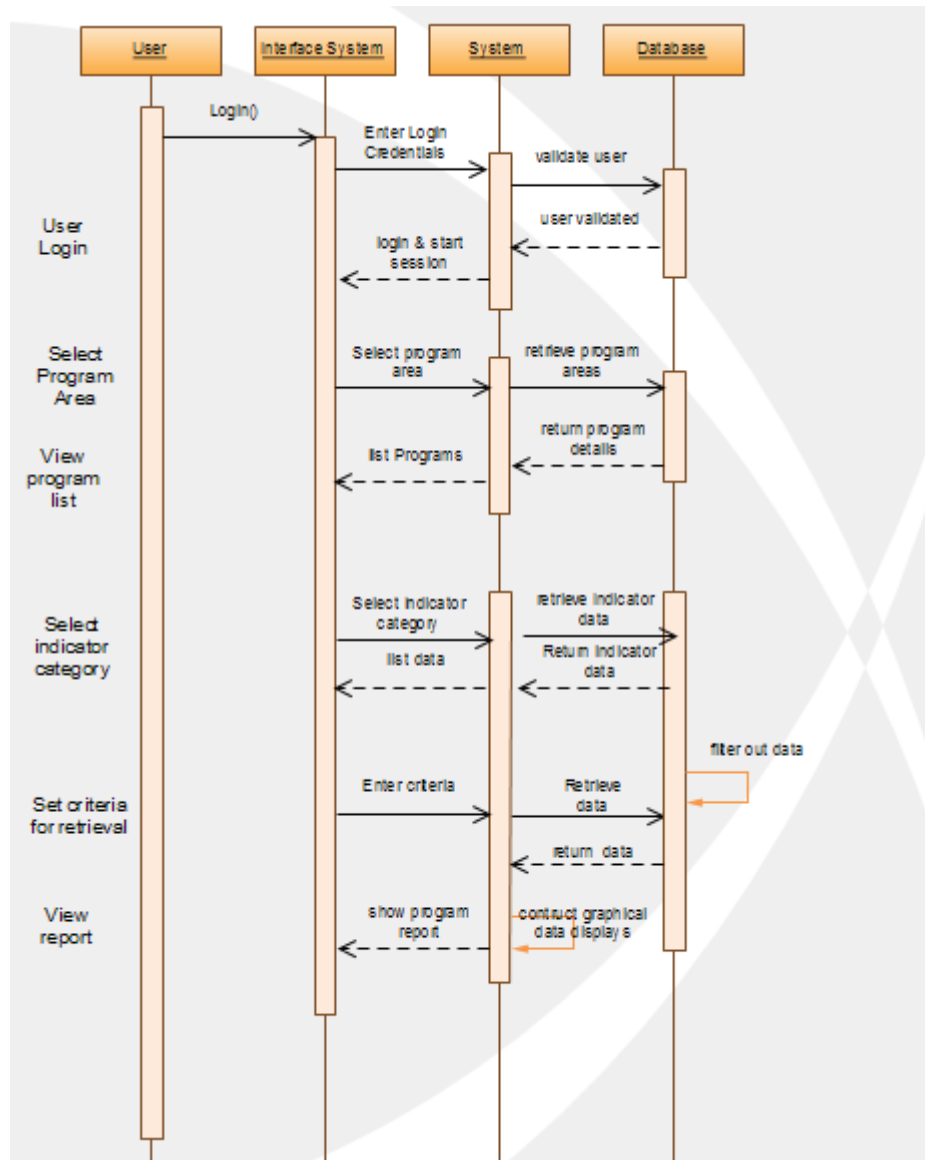 User
Interface System
System
Database
Login()
Enter Login
Credentials
validate user
User
Login
user validated
login & start
session
Select
Program
Area
Select program
area
retrieve program
areas
return program
details
View
program
list
list Programs
Select
indicator
category
Select Indicator
category
retrieve Indicator
data
list data
Return Indicator
data
filter out data
Set criteria
for retrieval
Enter criteria
Retrieve
data
return data
View
report
show program
report
contruct graphical
data displays